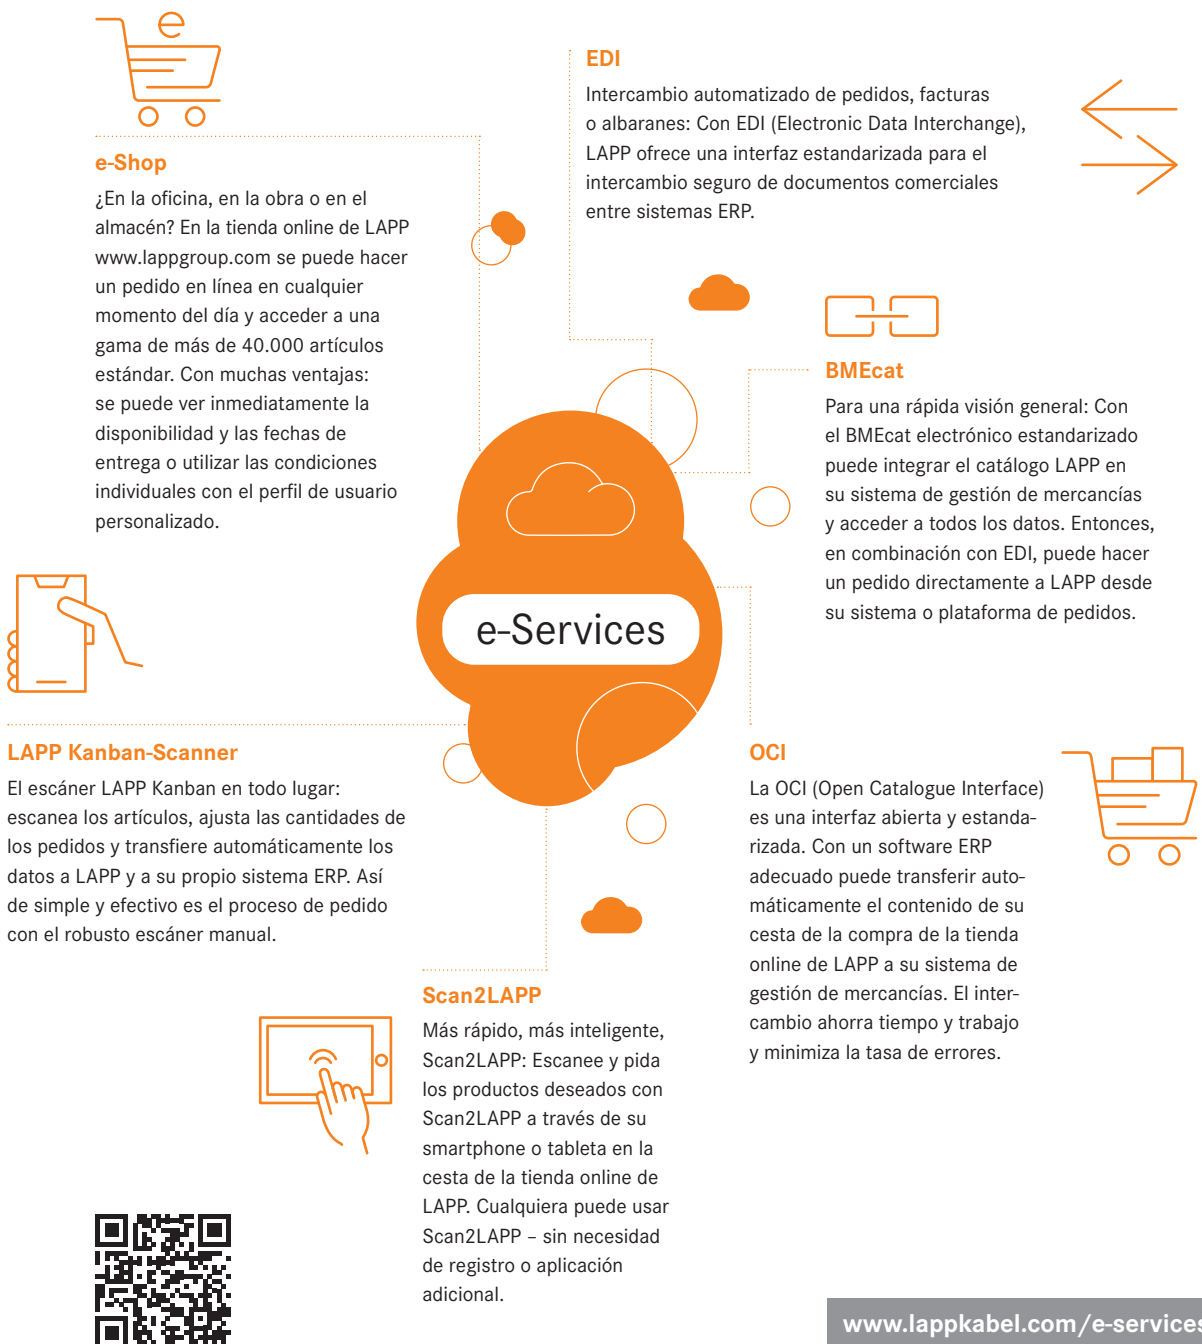 e-Shop
¿En la oficina, en la obra o en el
almacén? En la tienda online de LAPP
www.lappgroup.com se puede hacer
un pedido en línea en cualquier
momento del día y acceder a una
gama de más de 40.000 artículos
estándar. Con muchas ventajas:
se puede ver inmediatamente la
disponibilidad y las fechas de
entrega o utilizar las condiciones
individuales con el perfil de usuario
personalizado.
EDI
Intercambio automatizado de pedidos, facturas
o albaranes: Con EDI (Electronic Data Interchange),
LAPP ofrece una interfaz estandarizada para el
intercambio seguro de documentos comerciales
entre sistemas ERP.
BMEcat
Para una rápida visión general: Con
el BMEcat electrónico estandarizado
puede integrar el catálogo LAPP en
su sistema de gestión de mercancías
y acceder a todos los datos. Entonces,
en combinación con EDI, puede hacer
un pedido directamente a LAPP desde
su sistema o plataforma de pedidos.
e-Services
LAPP Kanban-Scanner
El escáner LAPP Kanban en todo lugar:
escanea los artículos, ajusta las cantidades de
los pedidos y transfiere automáticamente los
datos a LAPP y a su propio sistema ERP. Así
de simple y efectivo es el proceso de pedido
con el robusto escáner manual.
OCI
La OCI (Open Catalogue Interface)
es una interfaz abierta y estanda-
rizada. Con un software ERP
adecuado puede transferir auto-
máticamente el contenido de su
cesta de la compra de la tienda
online de LAPP a su sistema de
gestión de mercancías. El inter-
cambio ahorra tiempo y trabajo
y minimiza la tasa de errores.
Scan2LAPP
Más rápido, más inteligente,
Scan2LAPP: Escanee y pida
los productos deseados con
Scan2LAPP a través de su
smartphone o tableta en la
cesta de la tienda online de
LAPP. Cualquiera puede usar
Scan2LAPP – sin necesidad
de registro o aplicación
adicional.
www.lappkabel.com/e-services